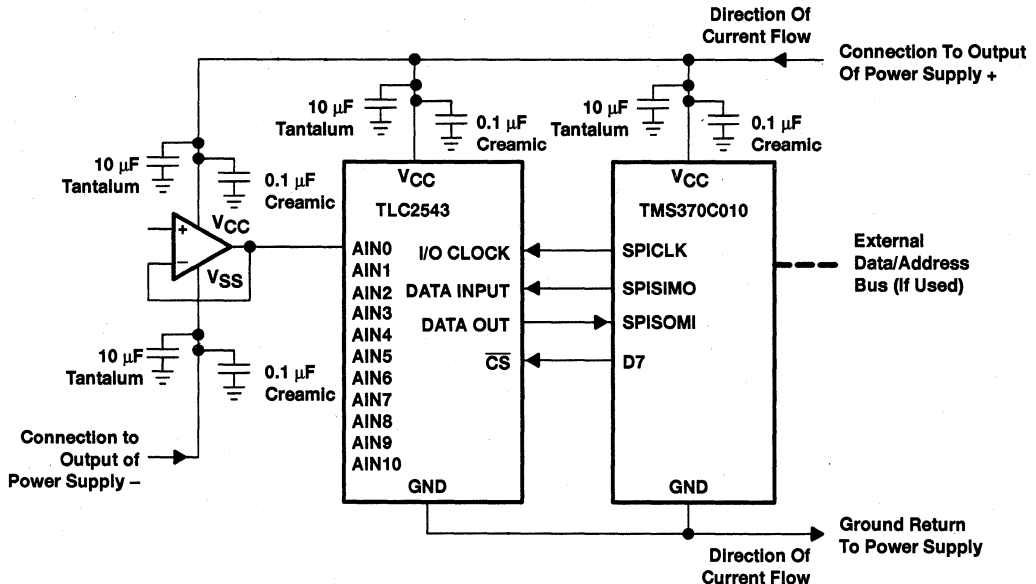 Direction Of
Current Flow
Connection To Output
Of Power Supply +
10 µF
Tantalum
0.1 µF
Creamic
10 µF
Tantalum
0.1 µF
Creamic
10 µF
Tantalum
0.1 µF
Creamic
VCC
TLC2543
VCC
TMS370C010
+
VCC
–
VSS
AIN0
AIN1
AIN2
AIN3
AIN4
AIN5
AIN6
AIN7
AIN8
AIN9
AIN10
I/O CLOCK
DATA INPUT
DATA OUT
CS
GND
SPICLK
SPISIMO
SPISOMI
D7
GND
External
Data/Address
Bus (If Used)
10 µF
Tantalum
0.1 µF
Creamic
Connection to
Output of
Power Supply –
Ground Return
To Power Supply
Direction Of
Current Flow